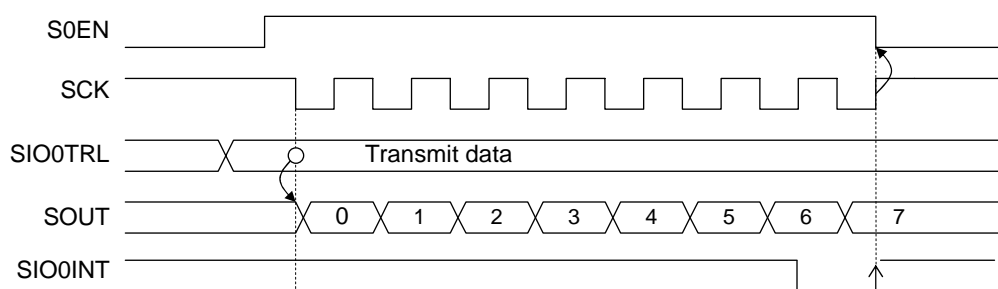 S0EN
SCK
SIO0TRL Transmit data
SOUT 0 1 2 3 4 5 6 7
SIO0INT